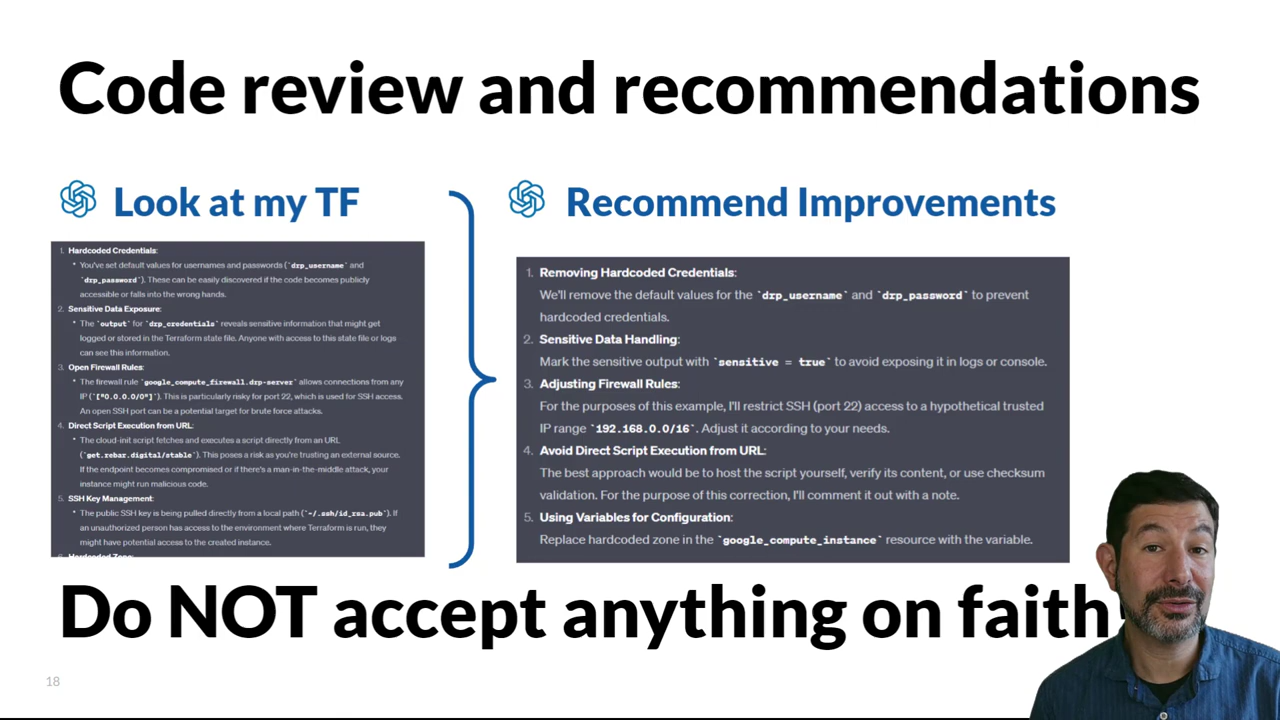 Code review and recommendations
Look at my TF
1. Hardcoded Credentials:
• You've set default values for usernames and passwords (`drp_username` and
`drp_password`). These can be easily discovered if the code becomes publicly
accessible or falls into the wrong hands.
2. Sensitive Data Exposure:
• The `output` for `drp_credentials` reveals sensitive information that might get
logged or stored in the Terraform state file. Anyone with access to this state file or logs
can see this information.
3. Open Firewall Rules:
• The firewall rule `google_compute_firewall.drp-server` allows connections from any
IP (`["0.0.0.0/0"]`). This is particularly risky for port 22, which is used for SSH access.
An open SSH port can be a potential target for brute force attacks.
4. Direct Script Execution from URL:
• The cloud-init script fetches and executes a script directly from an URL
(`get.rebar.digital/stable`). This poses a risk as you're trusting an external source.
If the endpoint becomes compromised or if there's a man-in-the-middle attack, your
instance might run malicious code.
5. SSH Key Management:
• The public SSH key is being pulled directly from a local path (`~/.ssh/id_rsa.pub`). If
an unauthorized person has access to the environment where Terraform is run, they
might have potential access to the created instance.
6. Hardcoded Zone:
Recommend Improvements
1. Removing Hardcoded Credentials:
We'll remove the default values for the `drp_username` and `drp_password` to prevent
hardcoded credentials.
2. Sensitive Data Handling:
Mark the sensitive output with `sensitive = true` to avoid exposing it in logs or console.
3. Adjusting Firewall Rules:
For the purposes of this example, I'll restrict SSH (port 22) access to a hypothetical trusted
IP range `192.168.0.0/16`. Adjust it according to your needs.
4. Avoid Direct Script Execution from URL:
The best approach would be to host the script yourself, verify its content, or use checksum
validation. For the purpose of this correction, I'll comment it out with a note.
5. Using Variables for Configuration:
Replace hardcoded zone in the `google_compute_instance` resource with the variable.
Do NOT accept anything on faith!
18